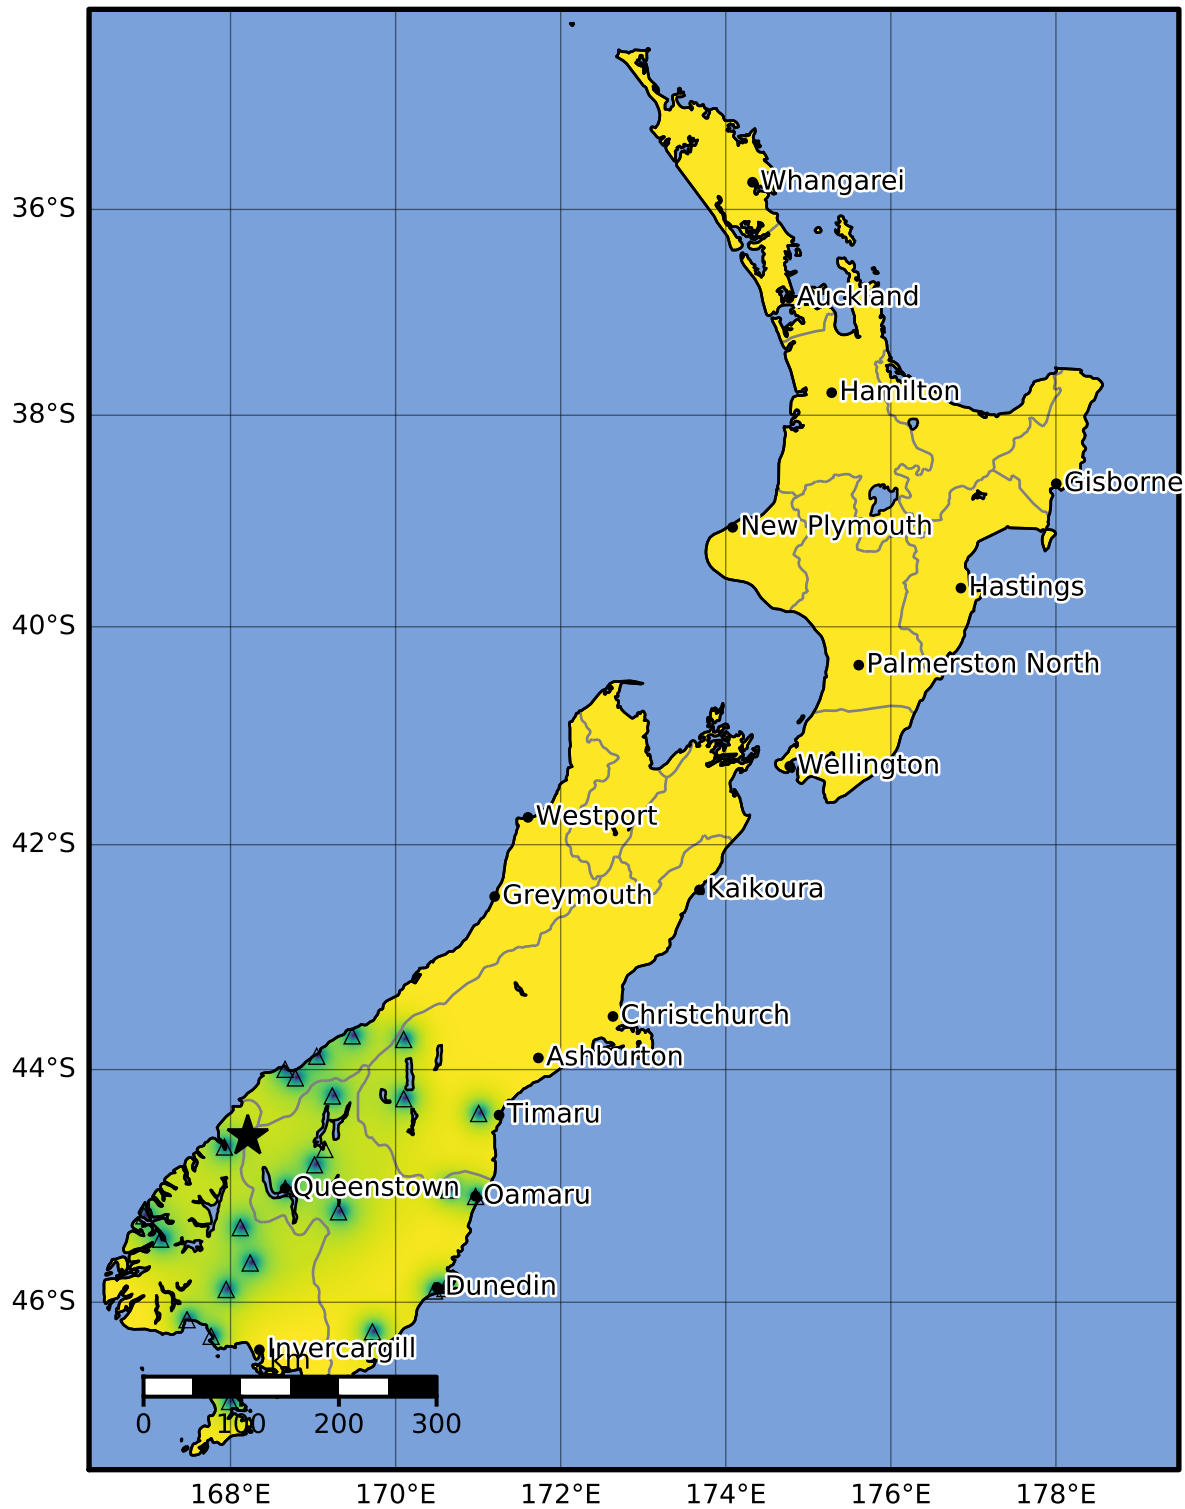 Whangarei
36°S
Auckland
Hamilton
38°S
Gisborne
New Plymouth
Hastings
40°S
Palmerston North
Wellington
Westport
42°S
Kaikoura
Greymouth
Christchurch
Ashburton
44°S
Timaru
Queenstown
Oamaru
Dunedin
46°S
Invercargill
km
0 100 200 300
168°E 170°E 172°E 174°E 176°E 178°E